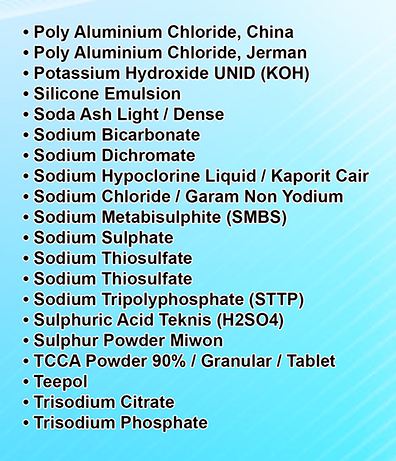 • Poly Aluminium Chloride, China
• Poly Aluminium Chloride, Jerman
• Potassium Hydroxide UNID (KOH)
• Silicone Emulsion
• Soda Ash Light / Dense
• Sodium Bicarbonate
• Sodium Dichromate
• Sodium Hypoclorine Liquid / Kaporit Cair
• Sodium Chloride / Garam Non Yodium
• Sodium Metabisulphite (SMBS)
• Sodium Sulphate
• Sodium Thiosulfate
• Sodium Thiosulfate
• Sodium Tripolyphosphate (STTP)
• Sulphuric Acid Teknis (H2SO4)
• Sulphur Powder Miwon
• TCCA Powder 90% / Granular / Tablet
• Teepol
• Trisodium Citrate
• Trisodium Phosphate